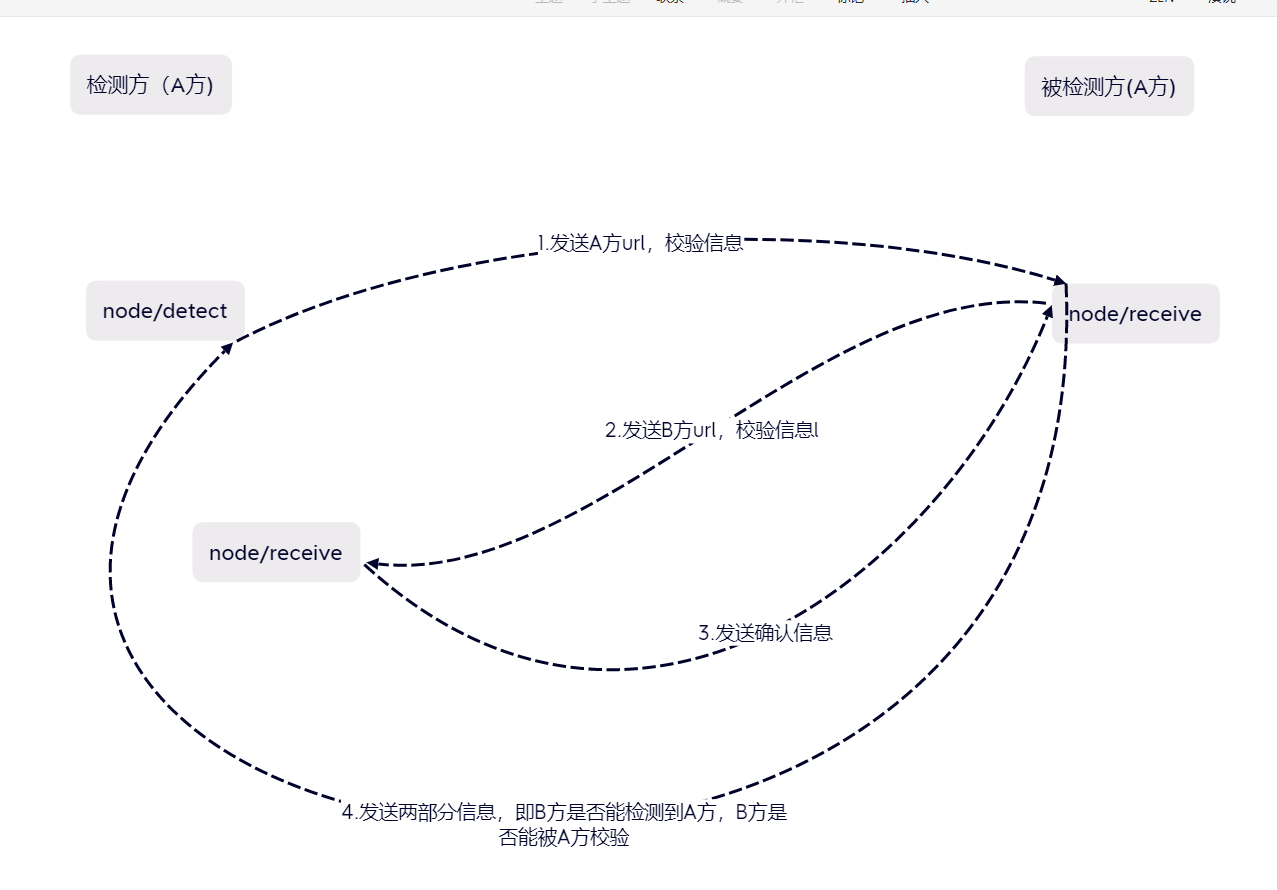 检测方（A方)
被检测方(A方)
1.发送A方url，校验信息
node/detect
node/receive
2.发送B方url，校验信息l
node/receive
3.发送确认信息
4.发送两部分信息，即B方是否能检测到A方，B方是
否能被A方校验